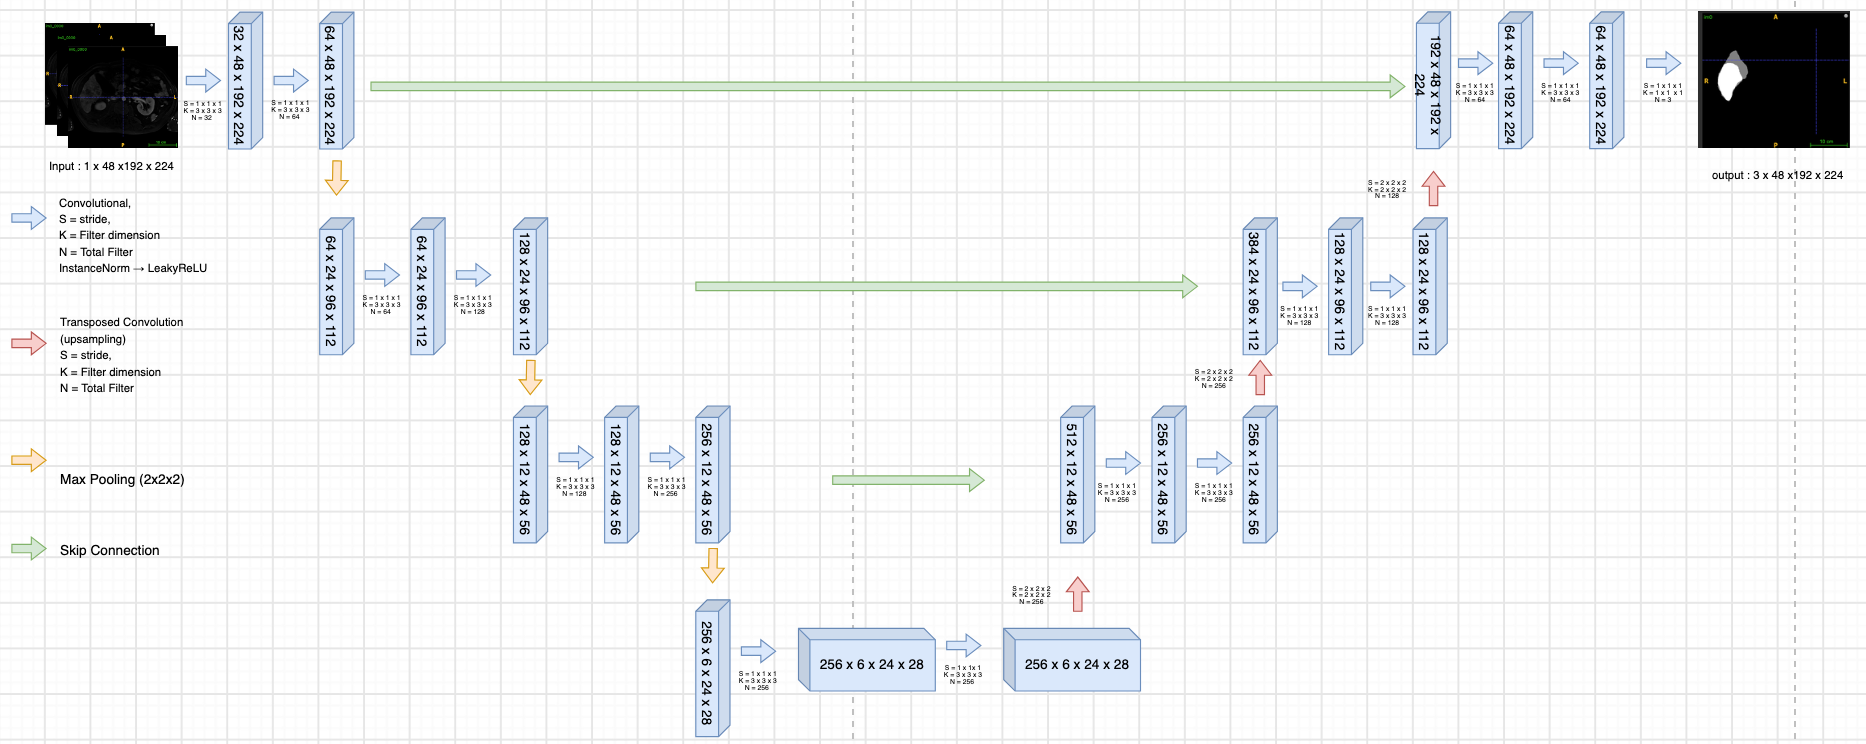 A
A
A
R
R
R
L
P
10 cm
Input : 1 x 48 x192 x 224
S = 1 x 1 x 1
K = 3 x 3 x 3
N = 32
32 x 48 x 192 x 224
S = 1 x 1 x 1
K = 3 x 3 x 3
N = 64
64 x 48 x 192 x 224
192 x 48 x 192 x
224
S = 1 x 1 x 1
K = 3 x 3 x 3
N = 64
64 x 48 x 192 x 224
S = 1 x 1 x 1
K = 3 x 3 x 3
N = 64
64 x 48 x 192 x 224
S = 1 x 1 x 1
K = 1 x 1 x 1
N = 3
A
R
L
P
10 cm
output : 3 x 48 x192 x 224
Convolutional,
S = stride,
K = Filter dimension
N = Total Filter
InstanceNorm → LeakyReLU
Transposed Convolution
(upsampling)
S = stride,
K = Filter dimension
N = Total Filter
Max Pooling (2x2x2)
Skip Connection
64 x 24 x 96 x 112
S = 1 x 1 x 1
K = 3 x 3 x 3
N = 64
64 x 24 x 96 x 112
S = 1 x 1 x 1
K = 3 x 3 x 3
N = 128
128 x 24 x 96 x 112
384 x 24 x 96 x 112
S = 1 x 1 x 1
K = 3 x 3 x 3
N = 128
128 x 24 x 96 x 112
S = 1 x 1 x 1
K = 3 x 3 x 3
N = 128
128 x 24 x 96 x 112
S = 2 x 2 x 2
K = 2 x 2 x 2
N = 128
128 x 12 x 48 x 56
S = 1 x 1 x 1
K = 3 x 3 x 3
N = 128
128 x 12 x 48 x 56
S = 1 x 1 x 1
K = 3 x 3 x 3
N = 256
256 x 12 x 48 x 56
512 x 12 x 48 x 56
S = 1 x 1 x 1
K = 3 x 3 x 3
N = 256
256 x 12 x 48 x 56
S = 1 x 1 x 1
K = 3 x 3 x 3
N = 256
256 x 12 x 48 x 56
S = 2 x 2 x 2
K = 2 x 2 x 2
N = 256
256 x 6 x 24 x 28
S = 1 x 1 x 1
K = 3 x 3 x 3
N = 256
256 x 6 x 24 x 28
S = 1 x 1x 1
K = 3 x 3 x 3
N = 256
256 x 6 x 24 x 28
S = 2 x 2 x 2
K = 2 x 2 x 2
N = 256